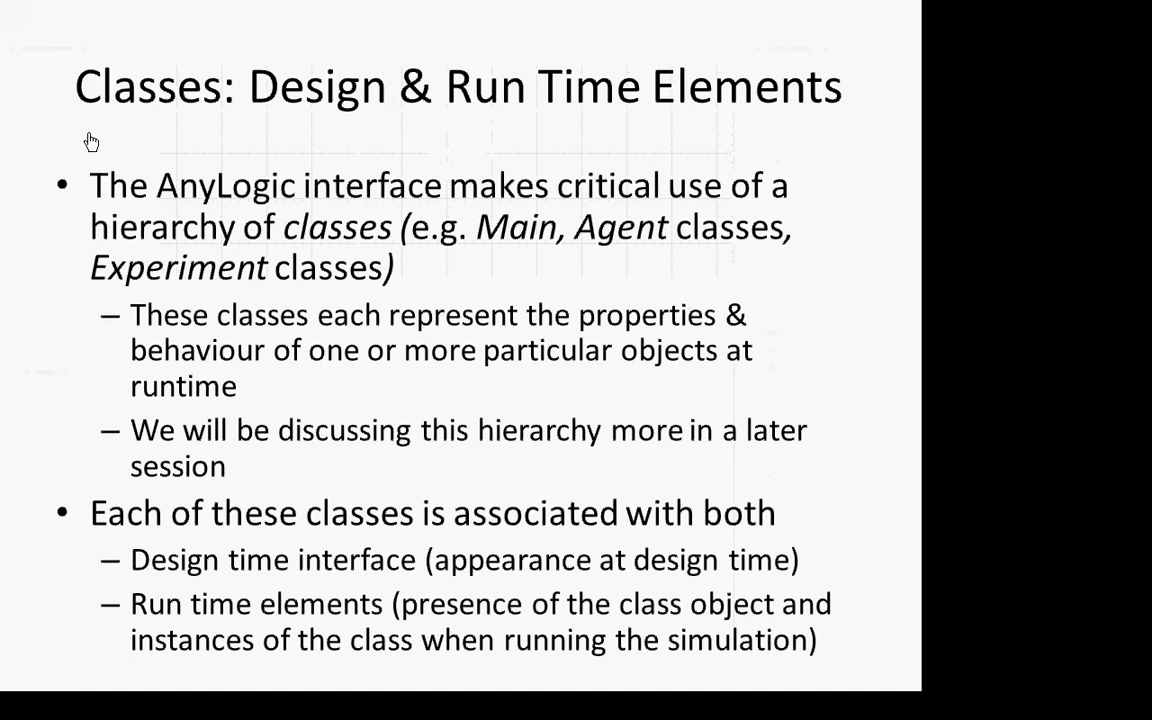 Classes: Design & Run Time Elements
• The AnyLogic interface makes critical use of a
hierarchy of classes (e.g. Main, Agent classes,
Experiment classes)
– These classes each represent the properties &
behaviour of one or more particular objects at
runtime
– We will be discussing this hierarchy more in a later
session
• Each of these classes is associated with both
– Design time interface (appearance at design time)
– Run time elements (presence of the class object and
instances of the class when running the simulation)